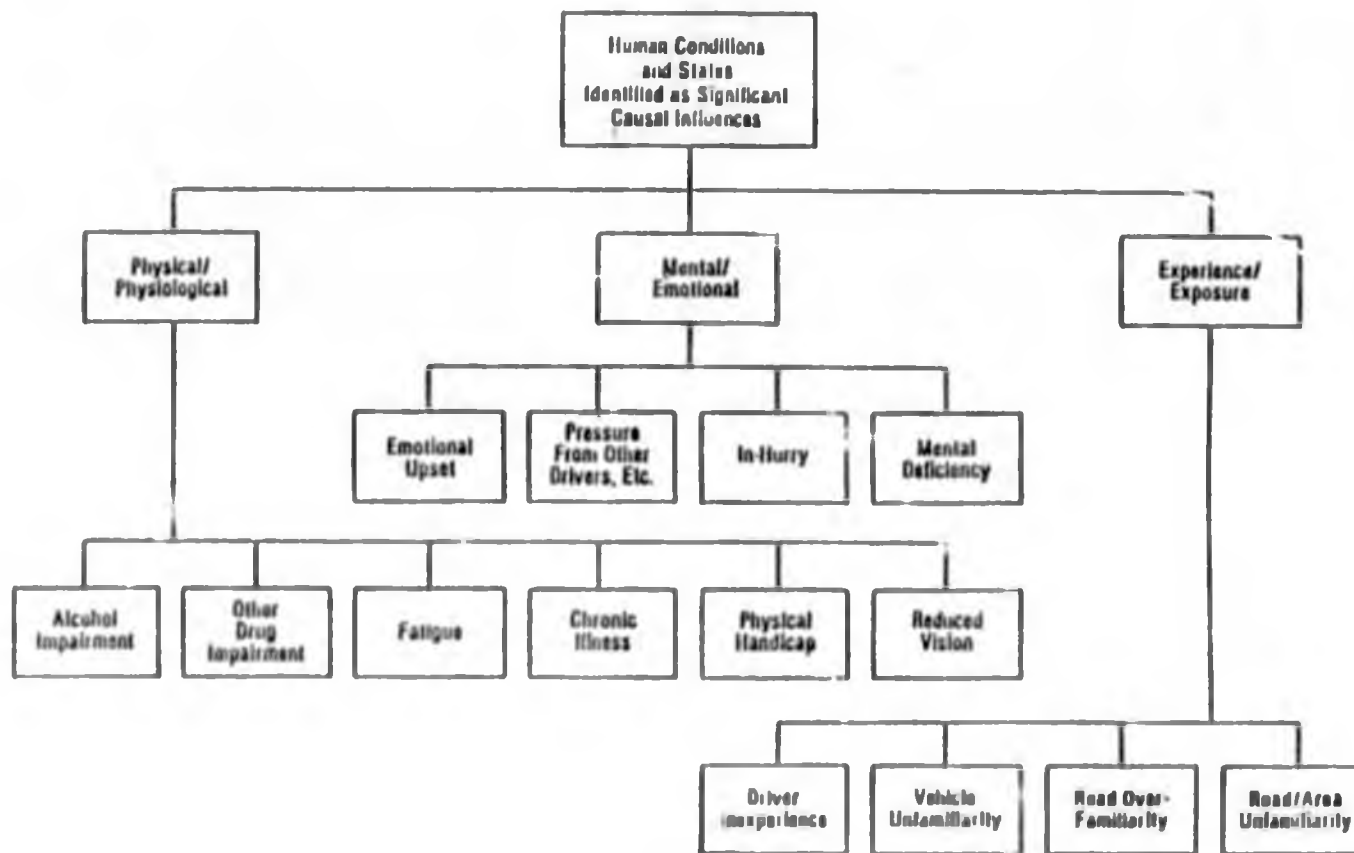 Human Conditions
and States
Identified as Significant
Causal Influences
Physical/
Physiological
Mental/
Emotional
Experience/
Exposure
Emotional
Upset
Pressure
From Other
Drivers, Etc.
In-Hurry
Mental
Deficiency
Alcohol
Impairment
Other
Drug
Impairment
Fatigue
Chronic
Illness
Physical
Handicap
Reduced
Vision
Driver
Inexperience
Vehicle
Unfamiliarity
Road Over-
Familiarity
Road/Area
Unfamiliarity